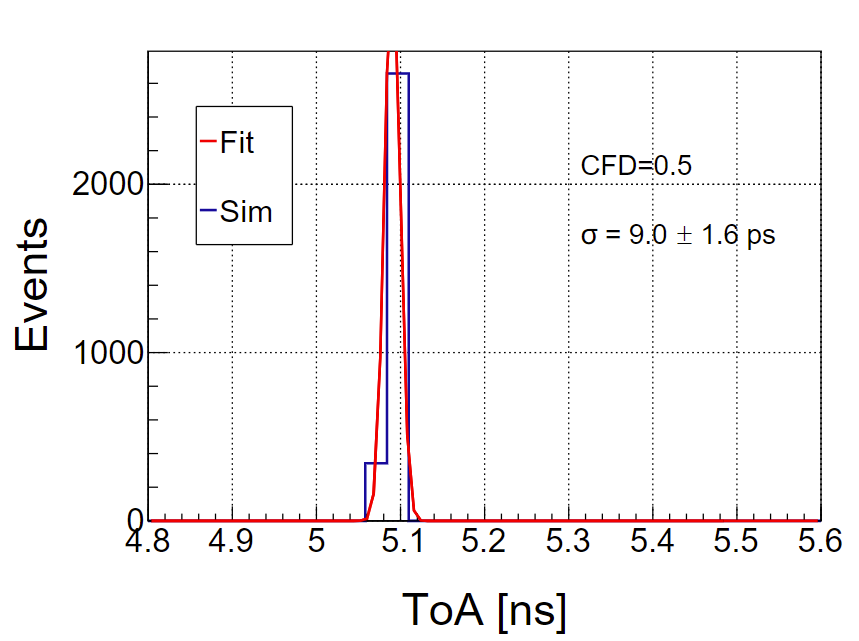 Events
2000
1000
0
Fit
Sim
CFD=0.5
σ = 9.0 ± 1.6 ps
4.8 4.9 5 5.1 5.2 5.3 5.4 5.5 5.6
ToA [ns]